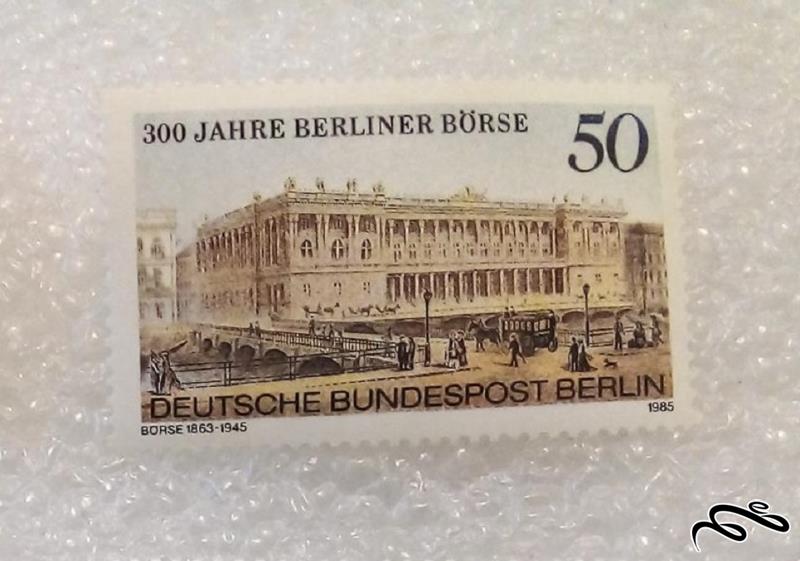 300 JAHRE BERLINER BÖRSE
50
DEUTSCHE BUNDESPOST BERLIN
BÖRSE 1863-1945
1985